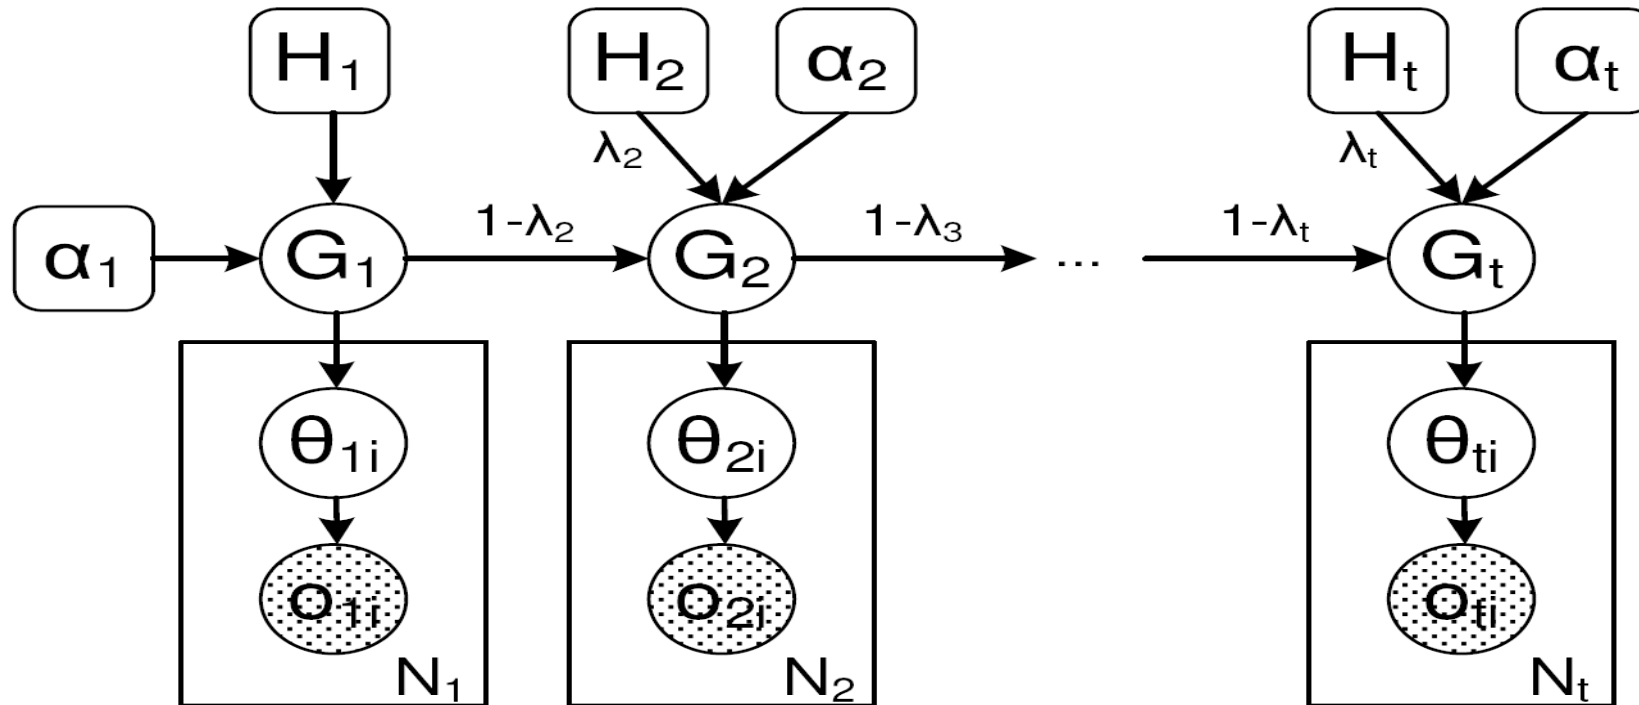 H₁ H₂ α₂ Hₜ αₜ
λ₂ λₜ
1-λ₂ 1-λ₃ 1-λₜ
α₁ G₁ G₂ ... Gₜ
θ₁ᵢ θ₂ᵢ θₜᵢ
o₁ᵢ o₂ᵢ oₜᵢ
N₁ N₂ Nₜ